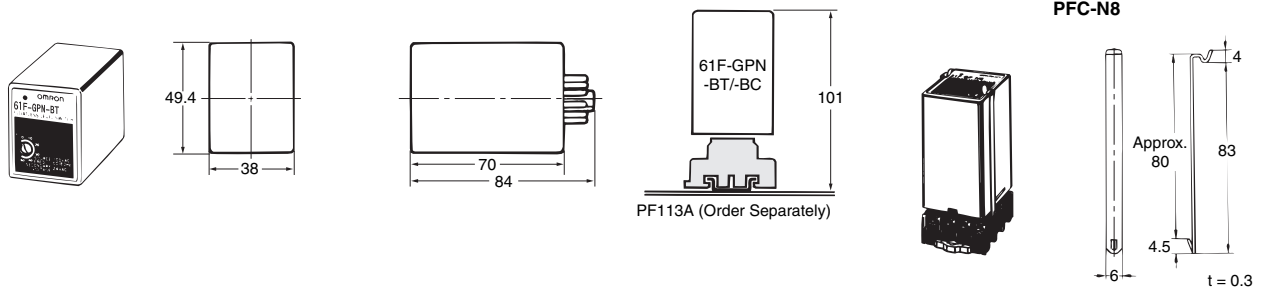 PFC-N8
OMRON
61F-GPN-BT
49.4
38
70
84
61F-GPN
-BT/-BC
101
PF113A (Order Separately)
4
Approx.
80
83
4.5
6
t = 0.3